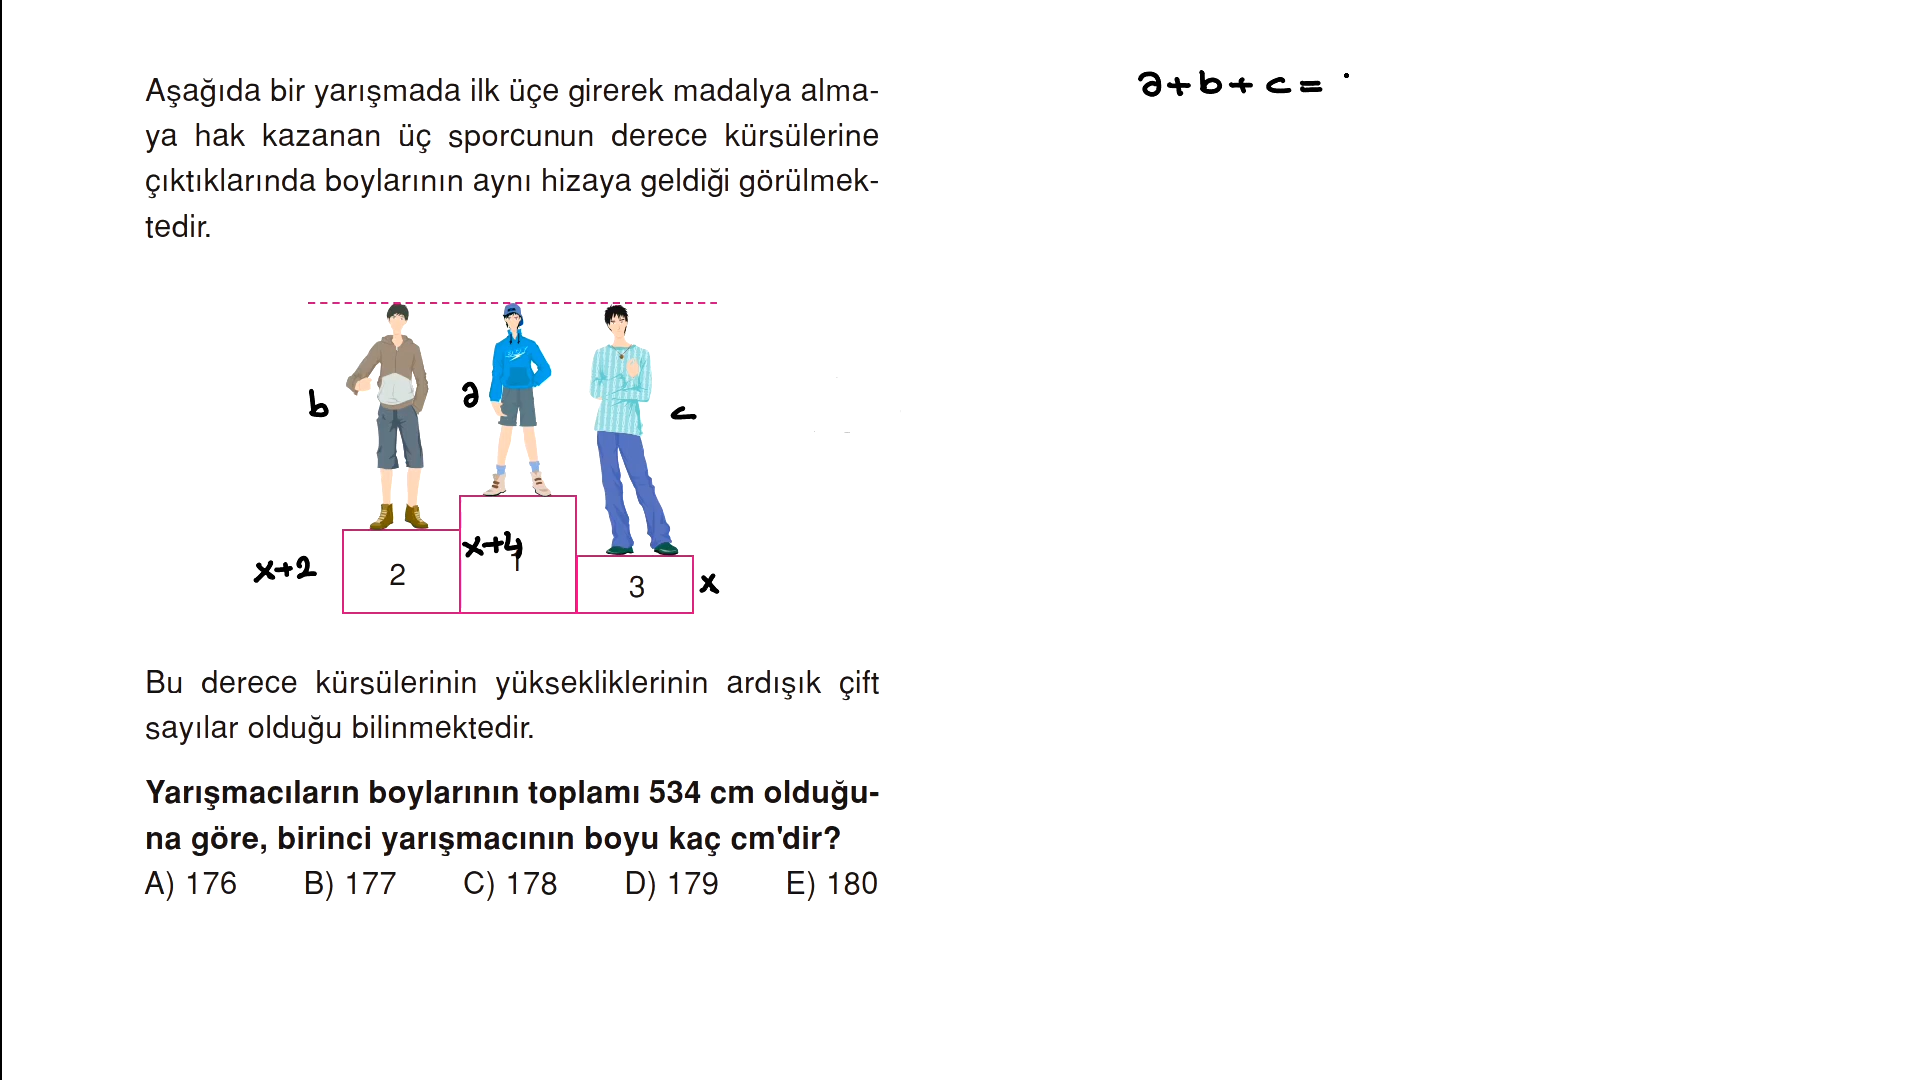 Aşağıda bir yarışmada ilk üçe girerek madalya alma-
ya hak kazanan üç sporcunun derece kürsülerine
çıktıklarında boylarının aynı hizaya geldiği görülmek-
tedir.
a+b+c=
b
a
c
x+2
2
x+4
1
3
x
Bu derece kürsülerinin yüksekliklerinin ardışık çift
sayılar olduğu bilinmektedir.
Yarışmacıların boylarının toplamı 534 cm olduğu-
na göre, birinci yarışmacının boyu kaç cm'dir?
A) 176 B) 177 C) 178 D) 179 E) 180